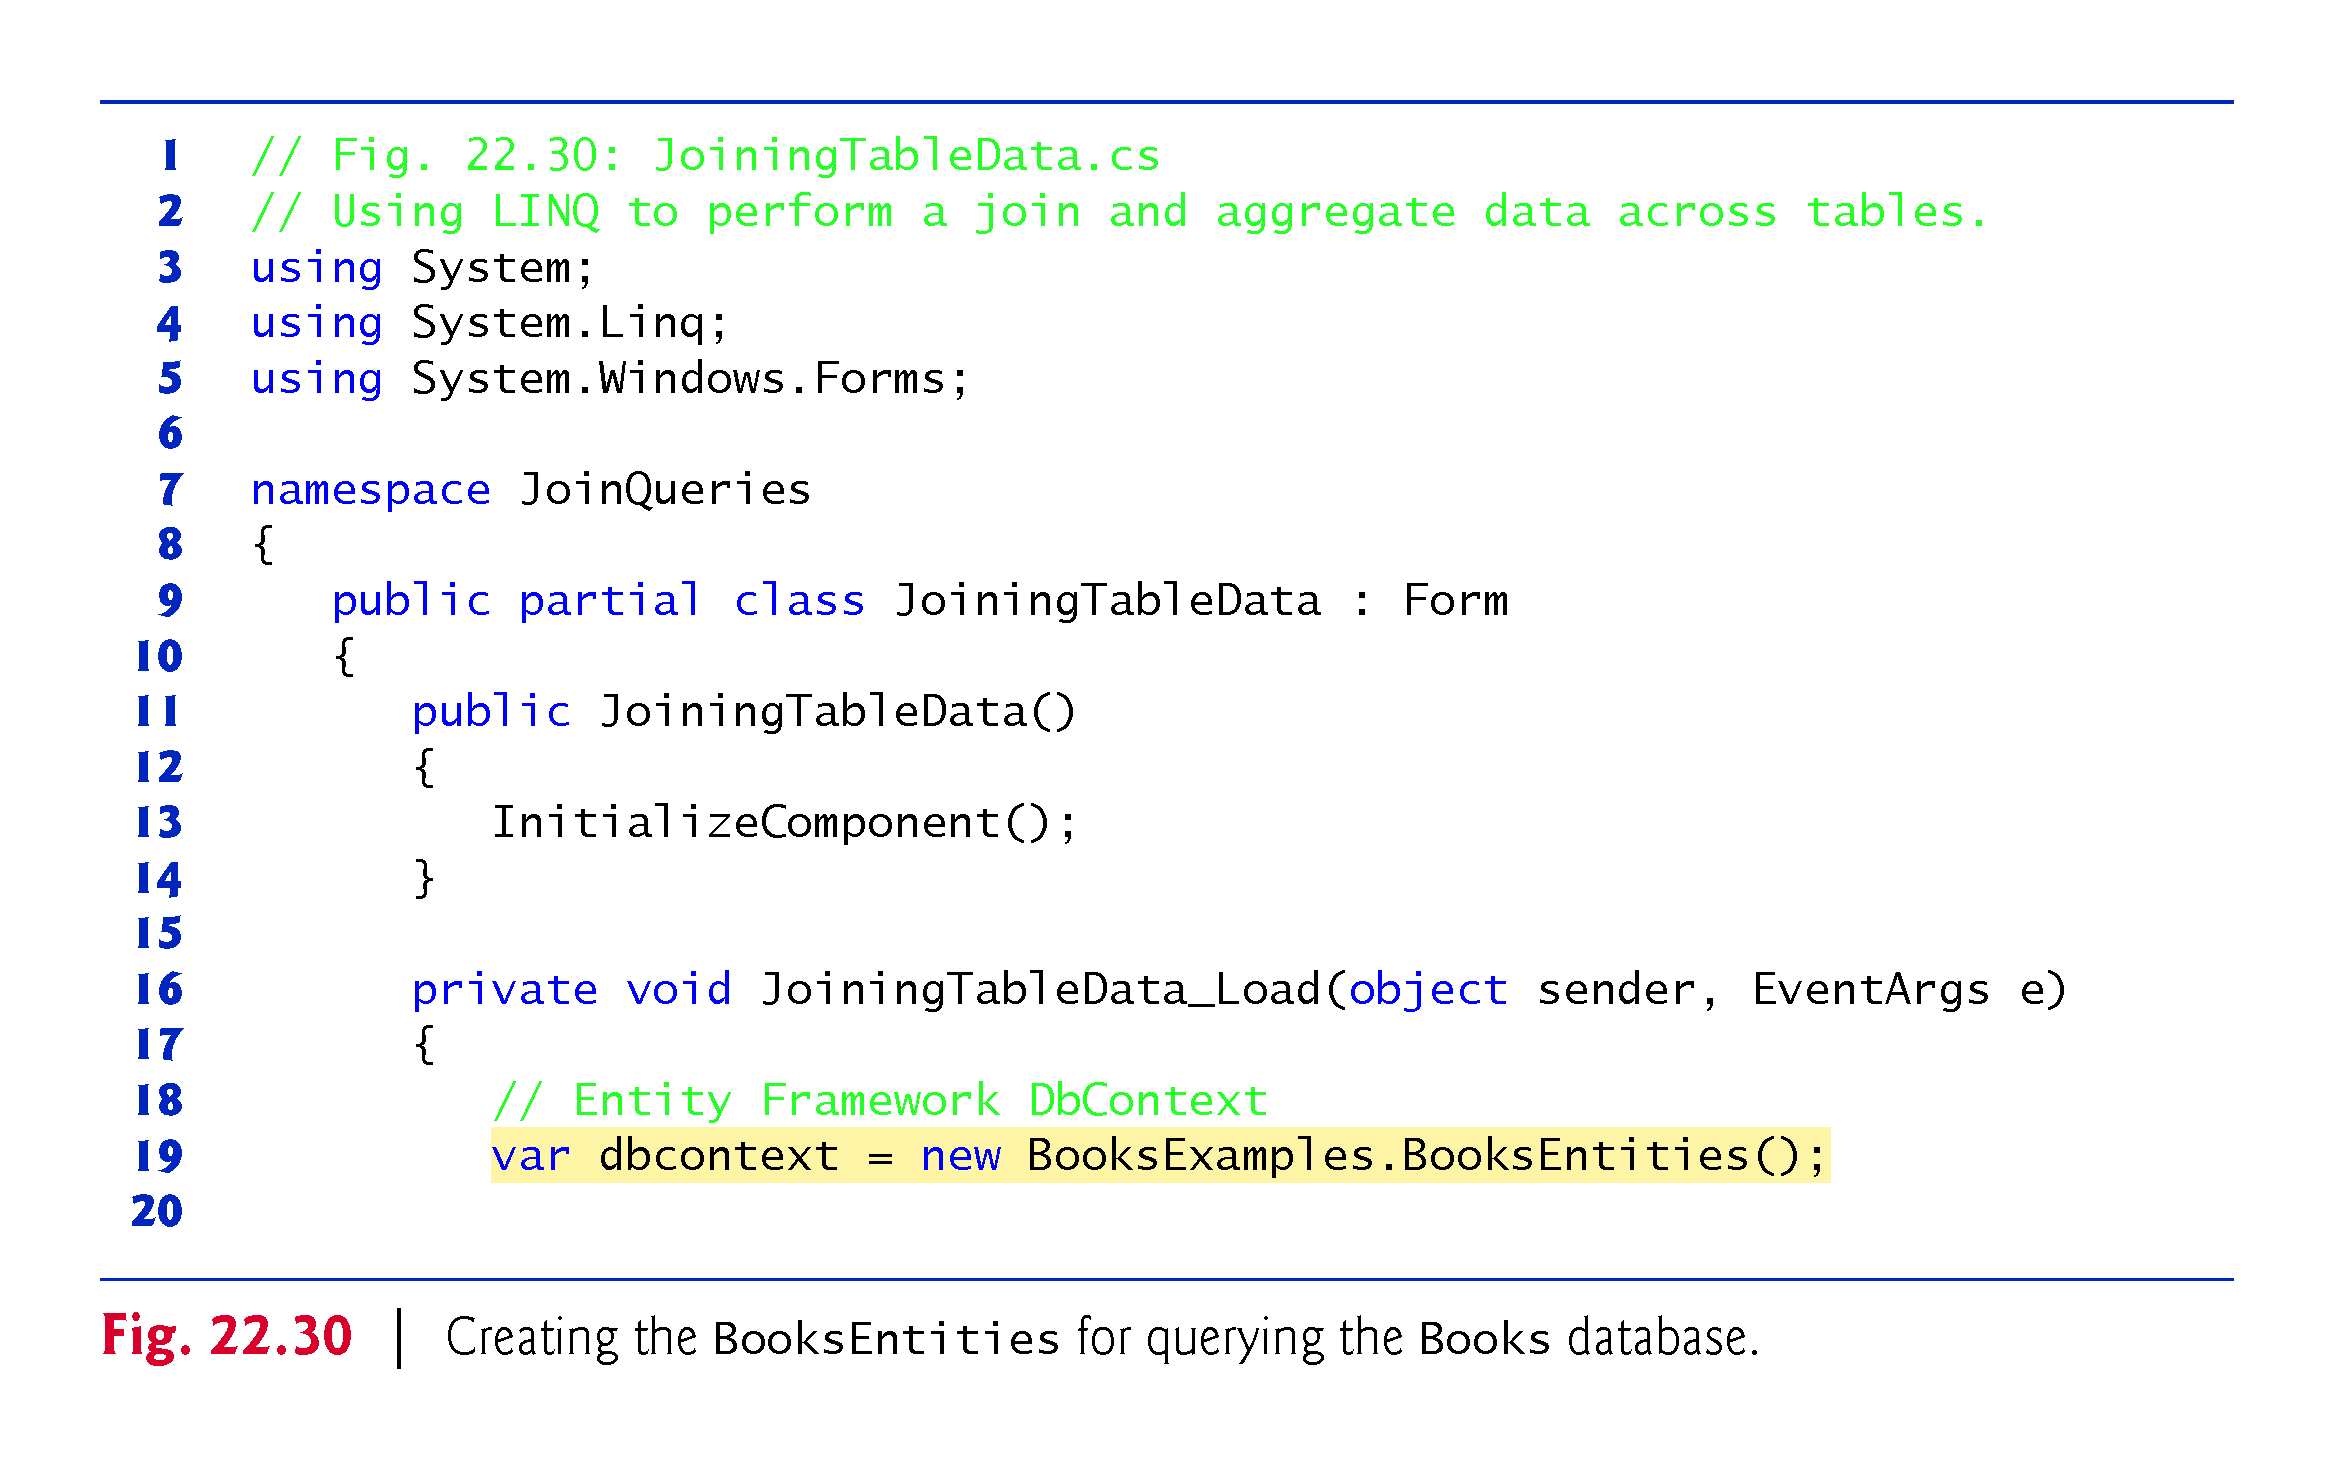 1 // Fig. 22.30: JoiningTableData.cs
2 // Using LINQ to perform a join and aggregate data across tables.
3 using System;
4 using System.Linq;
5 using System.Windows.Forms;
6
7 namespace JoinQueries
8 {
9 public partial class JoiningTableData : Form
10 {
11 public JoiningTableData()
12 {
13 InitializeComponent();
14 }
15
16 private void JoiningTableData_Load(object sender, EventArgs e)
17 {
18 // Entity Framework DbContext
19 var dbcontext = new BooksExamples.BooksEntities();
20
Fig. 22.30 | Creating the BooksEntities for querying the Books database.